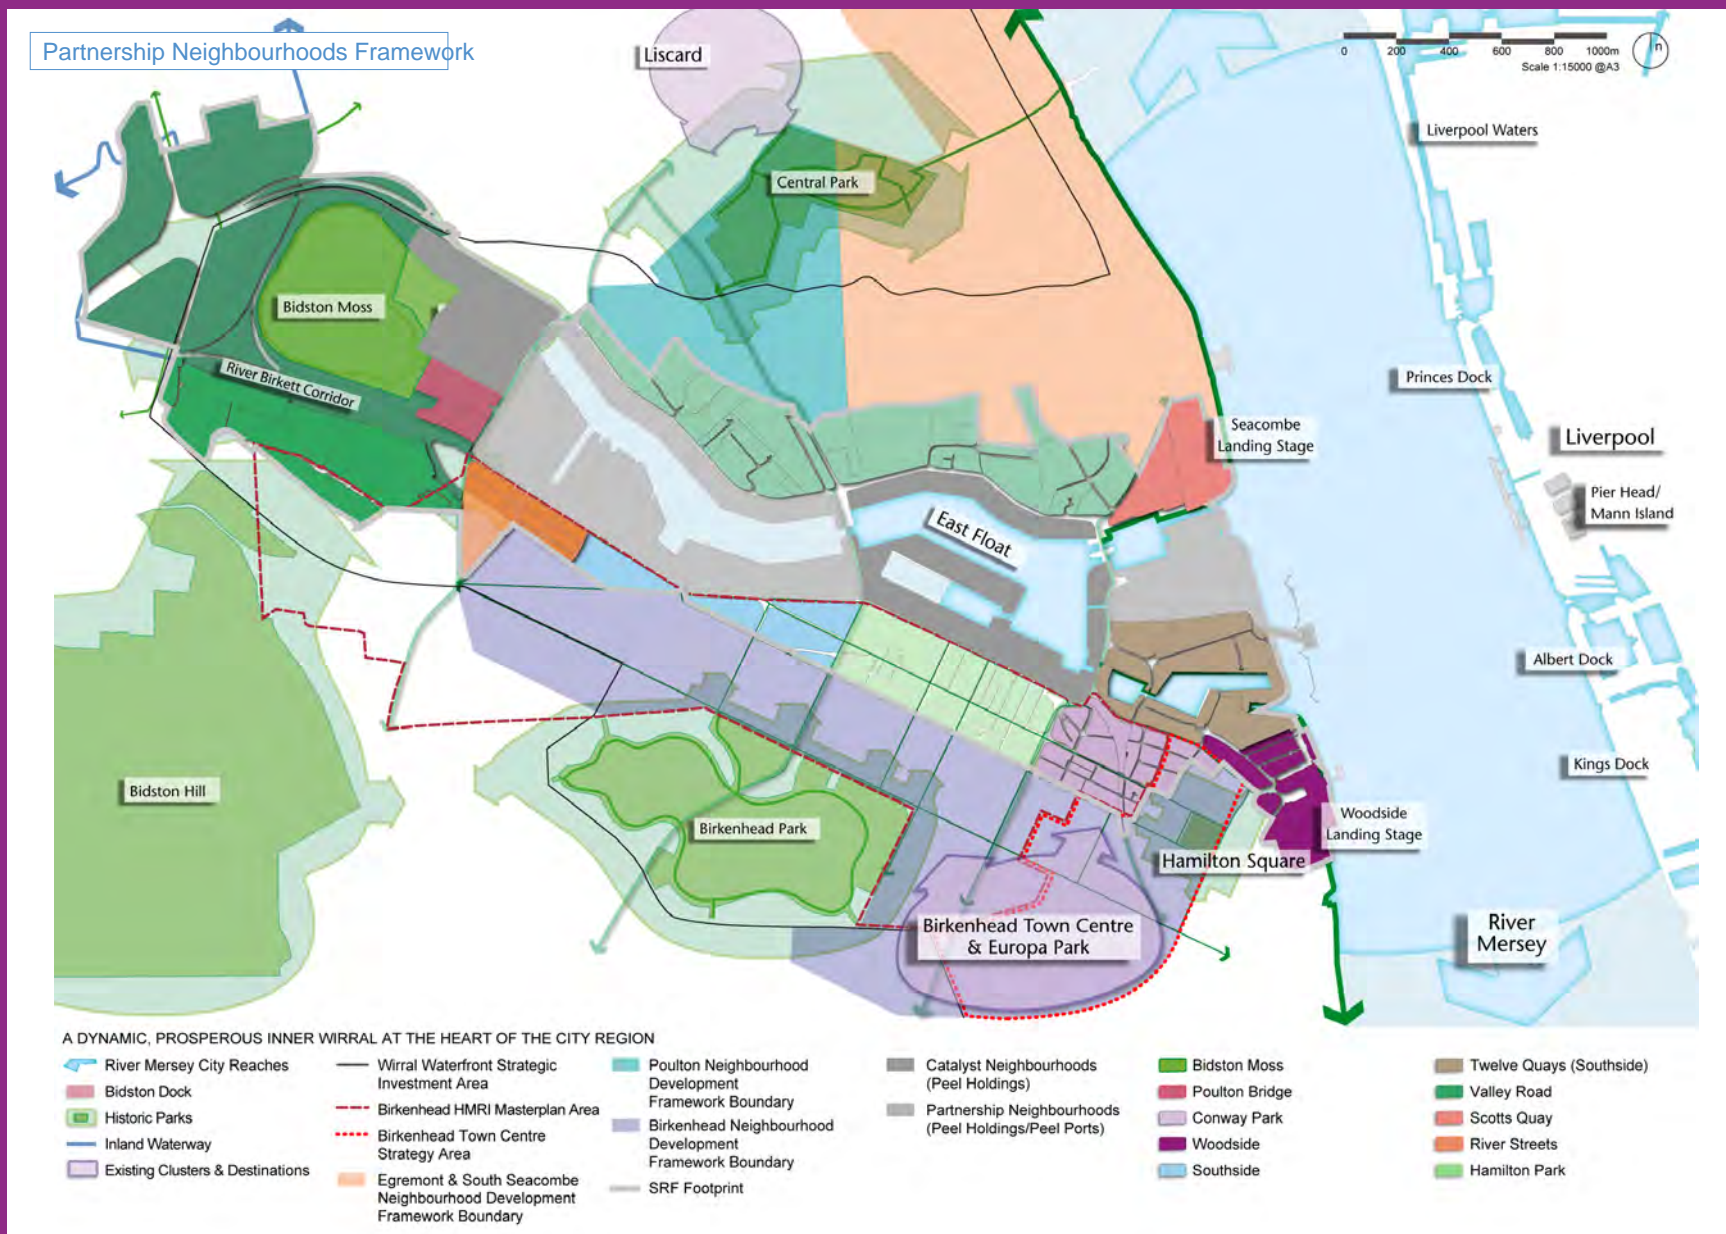 Partnership Neighbourhoods Framework
Liscard
0 200 400 600 800 1000m
Scale 1:15000 @A3
n
Liverpool Waters
Central Park
Bidston Moss
River Birkett Corridor
Princes Dock
Seacombe
Landing Stage
Liverpool
Pier Head/
Mann Island
East Float
Albert Dock
Kings Dock
Bidston Hill
Birkenhead Park
Woodside
Landing Stage
Hamilton Square
Birkenhead Town Centre
& Europa Park
River
Mersey
A DYNAMIC, PROSPEROUS INNER WIRRAL AT THE HEART OF THE CITY REGION
River Mersey City Reaches
Bidston Dock
Historic Parks
Inland Waterway
Existing Clusters & Destinations
Wirral Waterfront Strategic
Investment Area
Birkenhead HMRI Masterplan Area
Birkenhead Town Centre
Strategy Area
Egremont & South Seacombe
Neighbourhood Development
Framework Boundary
Poulton Neighbourhood
Development
Framework Boundary
Birkenhead Neighbourhood
Development
Framework Boundary
SRF Footprint
Catalyst Neighbourhoods
(Peel Holdings)
Partnership Neighbourhoods
(Peel Holdings/Peel Ports)
Bidston Moss
Poulton Bridge
Conway Park
Woodside
Southside
Twelve Quays (Southside)
Valley Road
Scotts Quay
River Streets
Hamilton Park